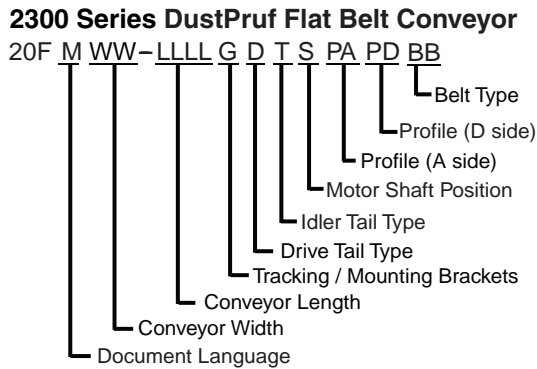 2300 Series DustPruf Flat Belt Conveyor
20F M WW–LLLL G D T S PA PD BB
Belt Type
Profile (D side)
Profile (A side)
Motor Shaft Position
Idler Tail Type
Drive Tail Type
Tracking / Mounting Brackets
Conveyor Length
Conveyor Width
Document Language